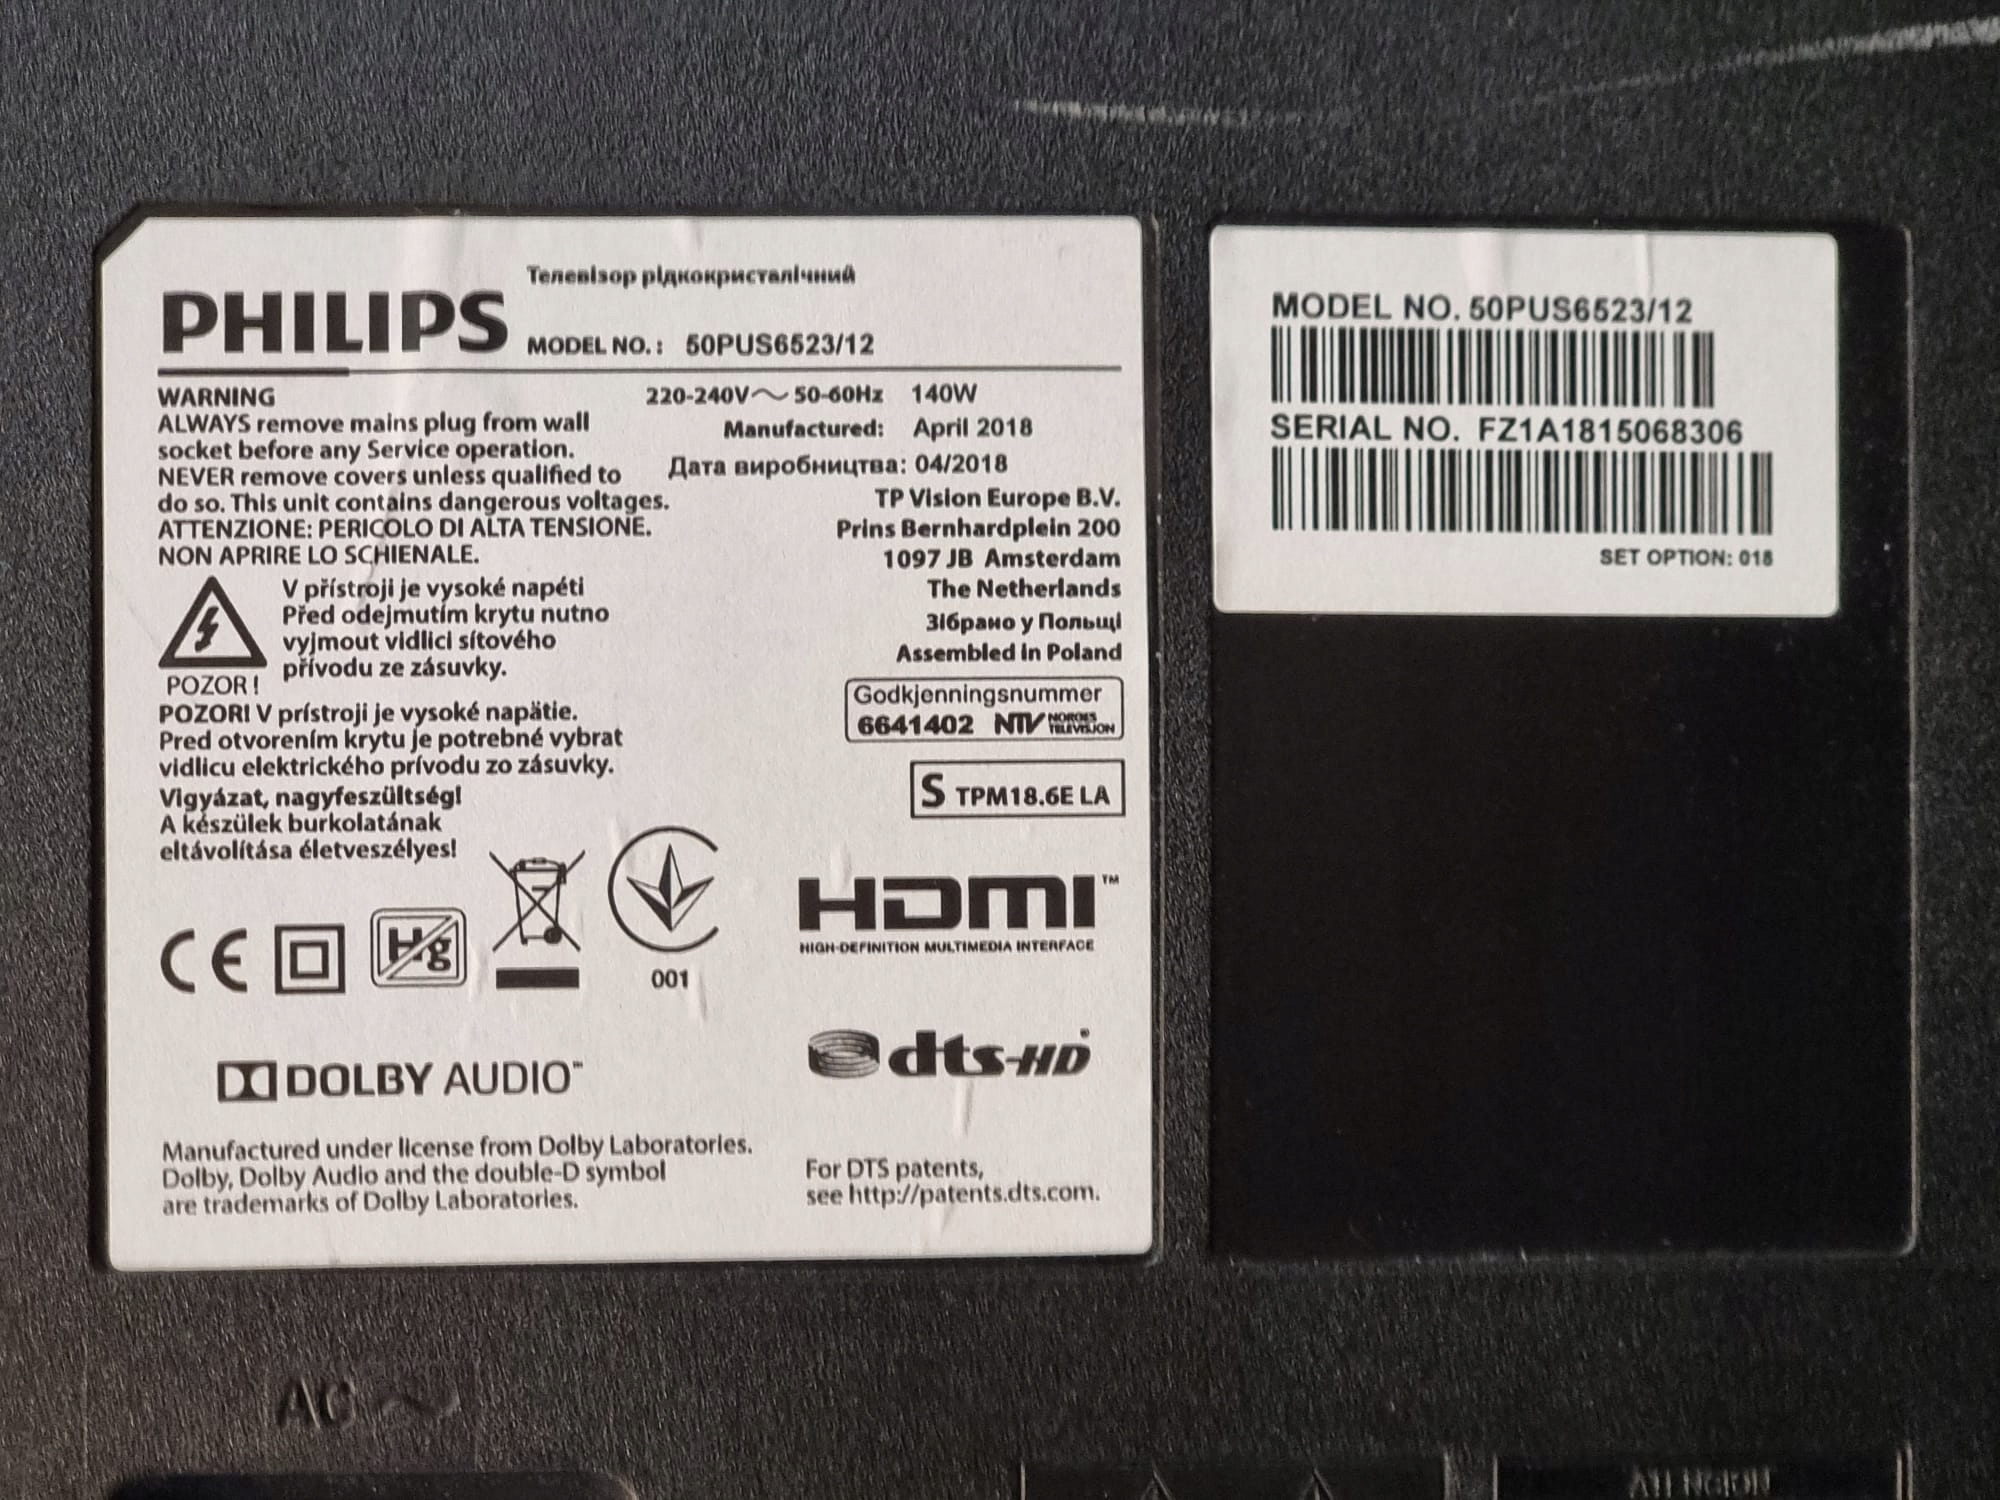 Телевізор рідкокристалічний
PHILIPS
MODEL NO.: 50PUS6523/12
WARNING
ALWAYS remove mains plug from wall
socket before any Service operation.
NEVER remove covers unless qualified to
do so. This unit contains dangerous voltages.
ATTENZIONE: PERICOLO DI ALTA TENSIONE.
NON APRIRE LO SCHIENALE.
V přístroji je vysoké napéti
Před odejmutím krytu nutno
vyjmout vidlici sítového
přívodu ze zásuvky.
POZOR!
POZOR! V prístroji je vysoké napätie.
Pred otvorením krytu je potrebné vybrat
vidlicu elektrického prívodu zo zásuvky.
Vigyázat, nagyfeszültség!
A készülek burkolatának
eltávolítása életveszélyes!
220-240V~ 50-60Hz 140W
Manufactured: April 2018
Дата виробництва: 04/2018
TP Vision Europe B.V.
Prins Bernhardplein 200
1097 JB Amsterdam
The Netherlands
Зібрано у Польщі
Assembled in Poland
Godkjenningsnummer
6641402 NTV NORGES TELEVISJON
S TPM18.6E LA
CE
Hg
001
HDMI™
HIGH-DEFINITION MULTIMEDIA INTERFACE
DOLBY AUDIO™
dts-HD®
Manufactured under license from Dolby Laboratories.
Dolby, Dolby Audio and the double-D symbol
are trademarks of Dolby Laboratories.
For DTS patents,
see http://patents.dts.com.
MODEL NO. 50PUS6523/12
SERIAL NO. FZ1A1815068306
SET OPTION: 018
AC ~